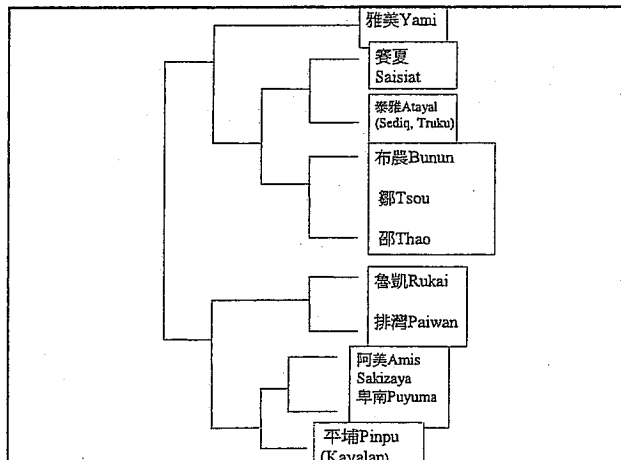 雅美Yami
賽夏
Saisiat
泰雅Atayal
(Sediq, Truku)
布農Bunun
鄒Tsou
邵Thao
魯凱Rukai
排灣Paiwan
阿美Amis
Sakizaya
卑南Puyuma
平埔Pinpu
(Kavalan)